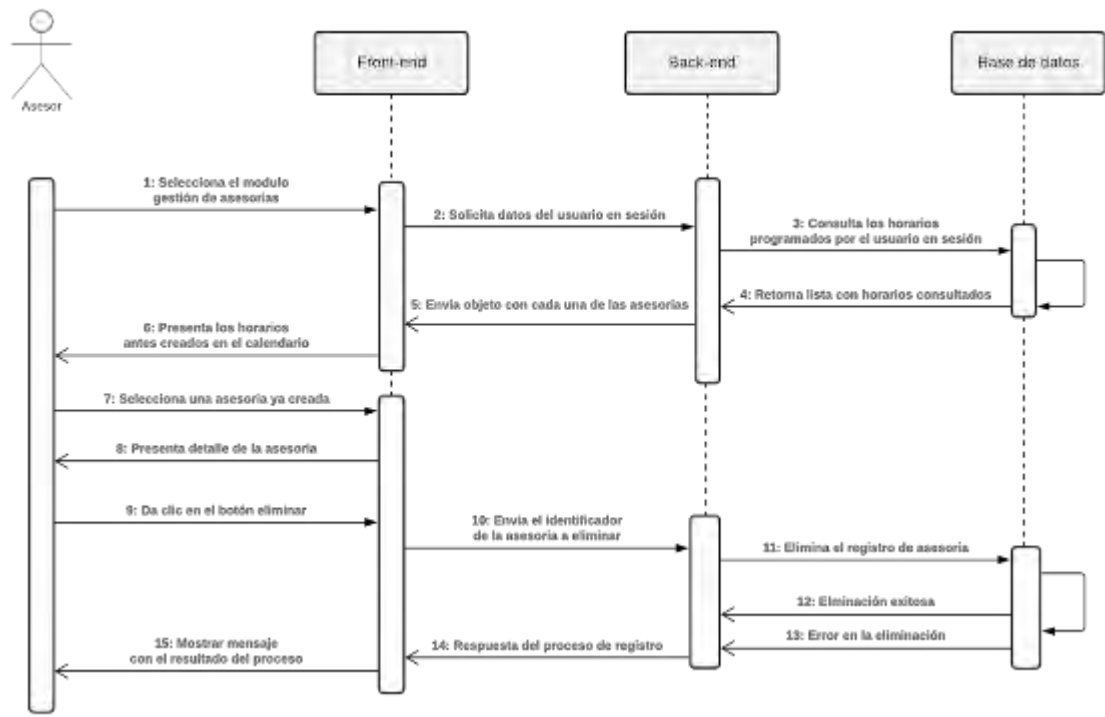 Asesor
Front-end
Back-end
Base de datos
1: Selecciona el modulo
gestión de asesorias
2: Solicita datos del usuario en sesión
3: Consulta los horarios
programados por el usuario en sesión
4: Retorna lista con horarios consultados
5: Envia objeto con cada una de las asesorias
6: Presenta los horarios
antes creados en el calendario
7: Selecciona una asesoria ya creada
8: Presenta detalle de la asesoria
9: Da clic en el botón eliminar
10: Envia el identificador
de la asesoria a eliminar
11: Elimina el registro de asesoria
12: Elminación exitosa
13: Error en la eliminación
14: Respuesta del proceso de registro
15: Mostrar mensaje
con el resultado del proceso